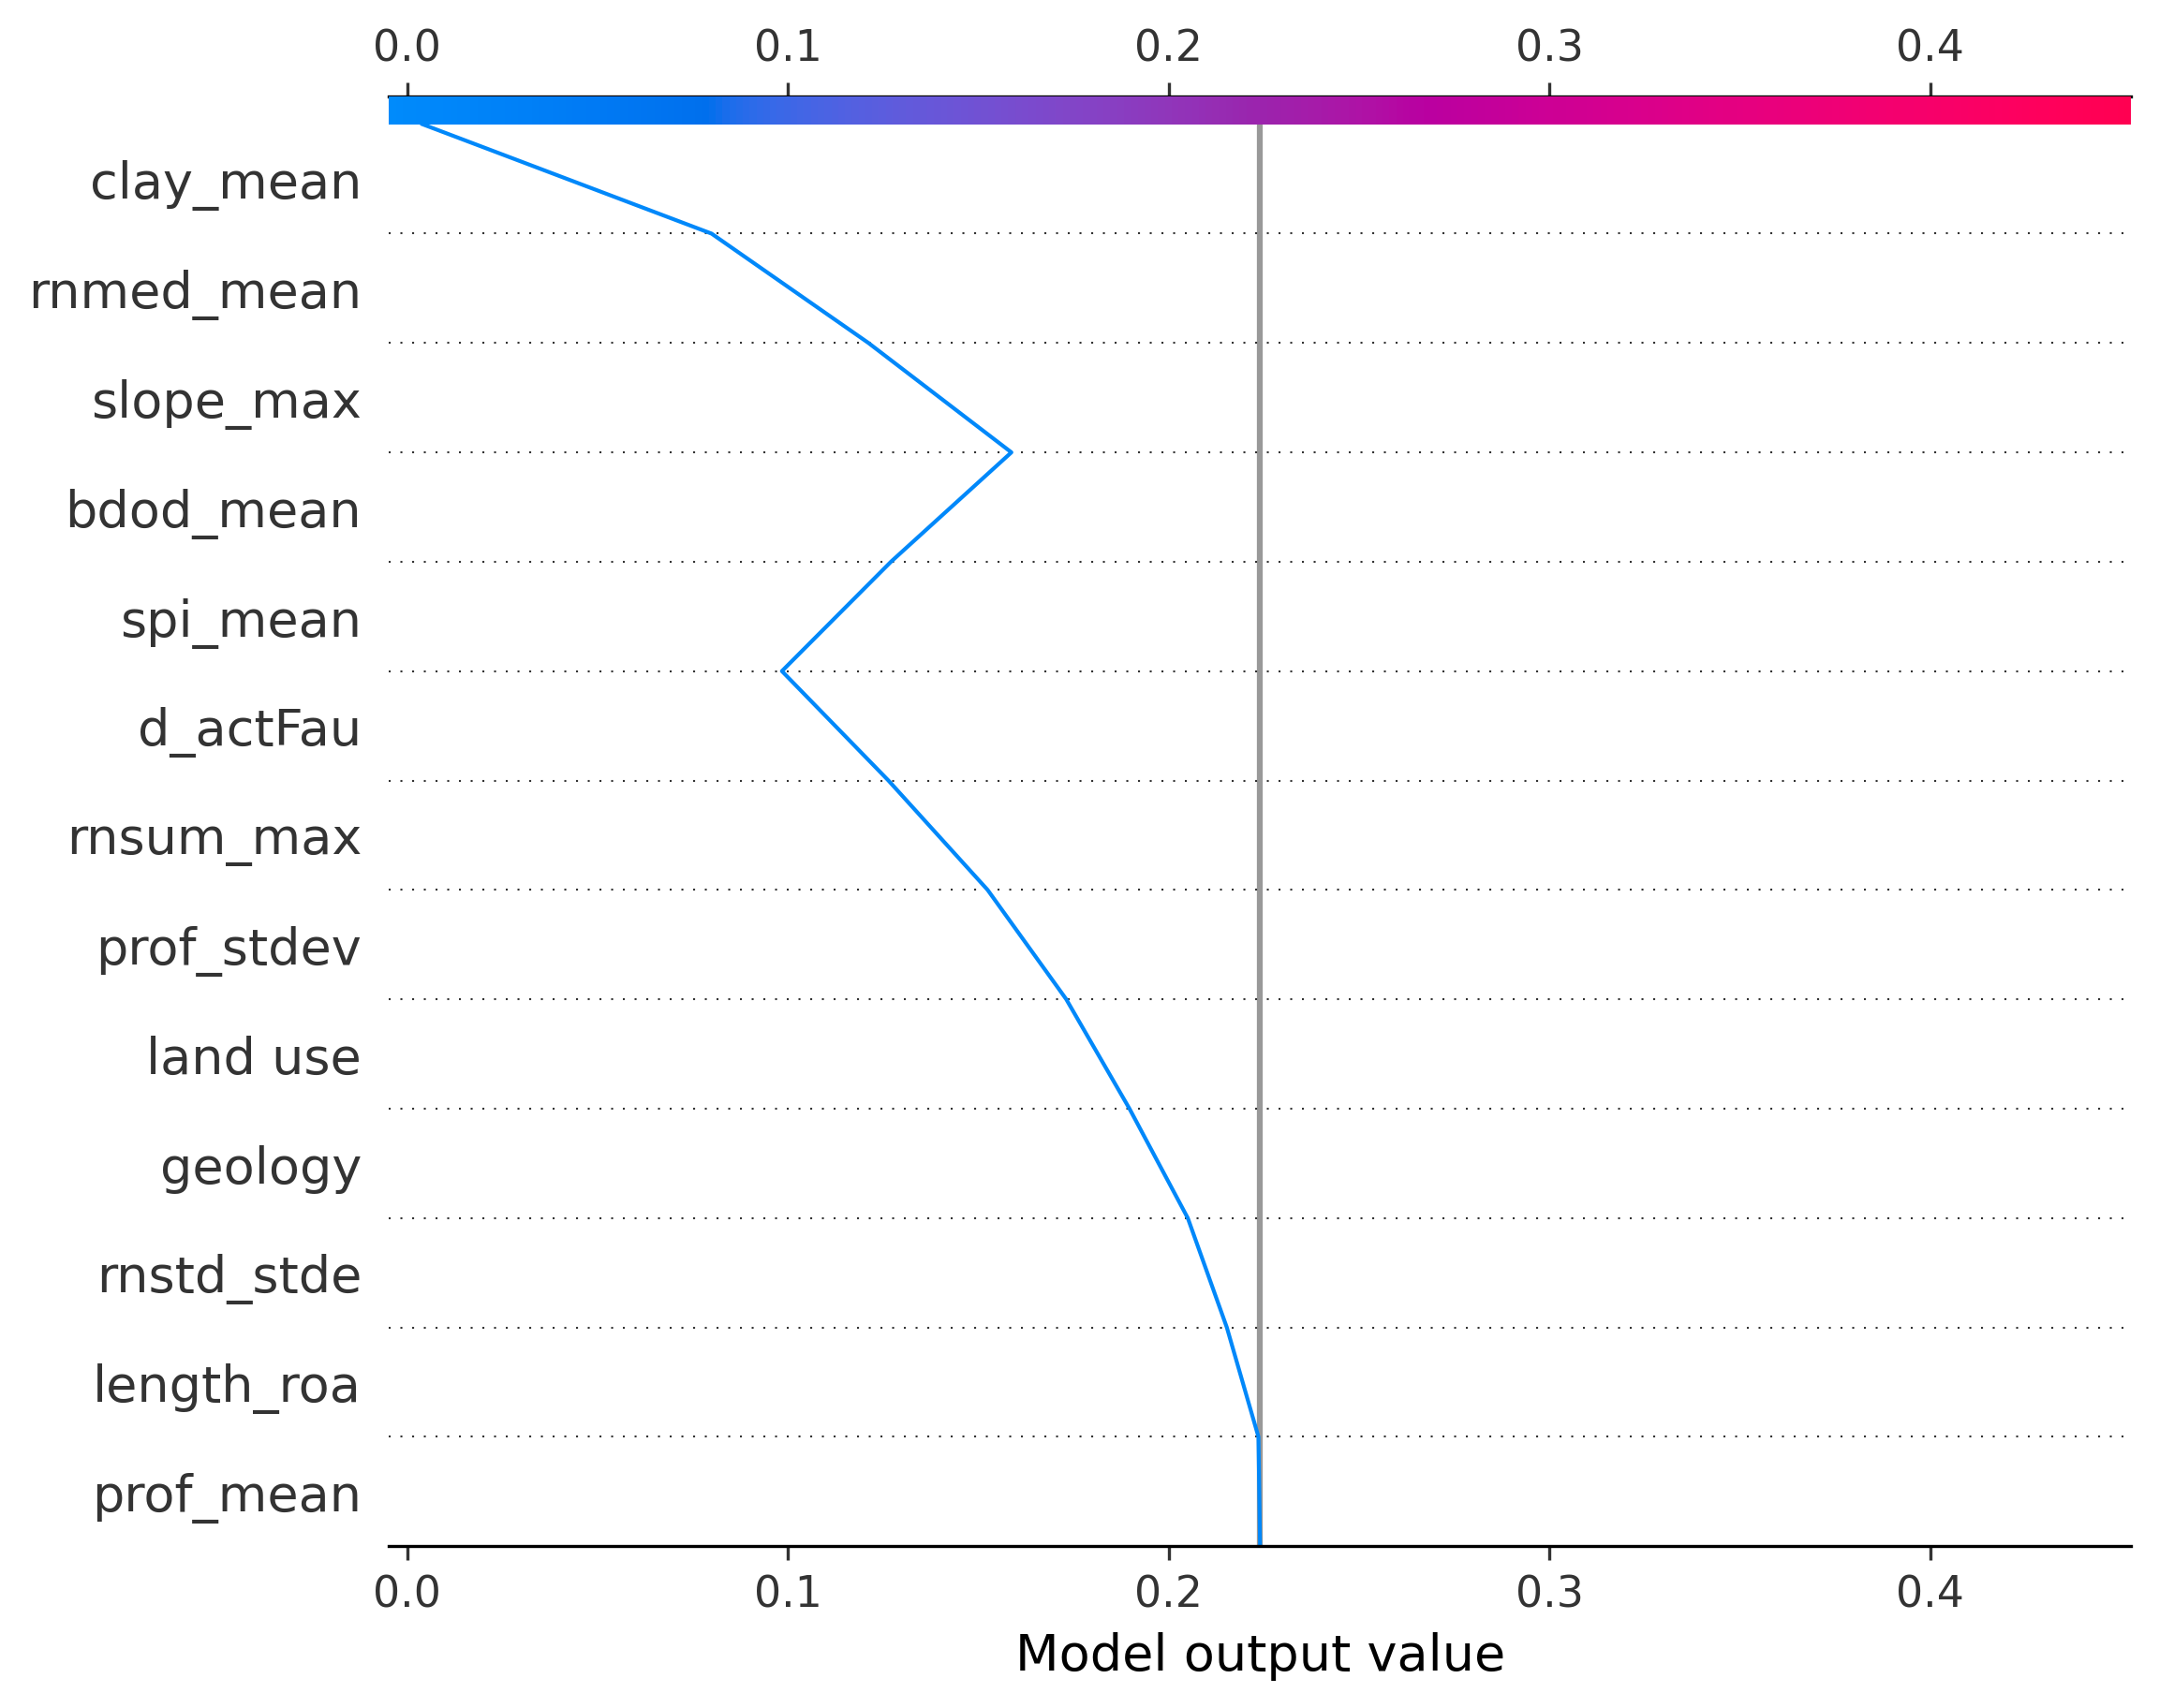 0.0 0.1 0.2 0.3 0.4
clay_mean
rnmed_mean
slope_max
bdod_mean
spi_mean
d_actFau
rnsum_max
prof_stdev
land use
geology
rnstd_stde
length_roa
prof_mean
0.0 0.1 0.2 0.3 0.4
Model output value